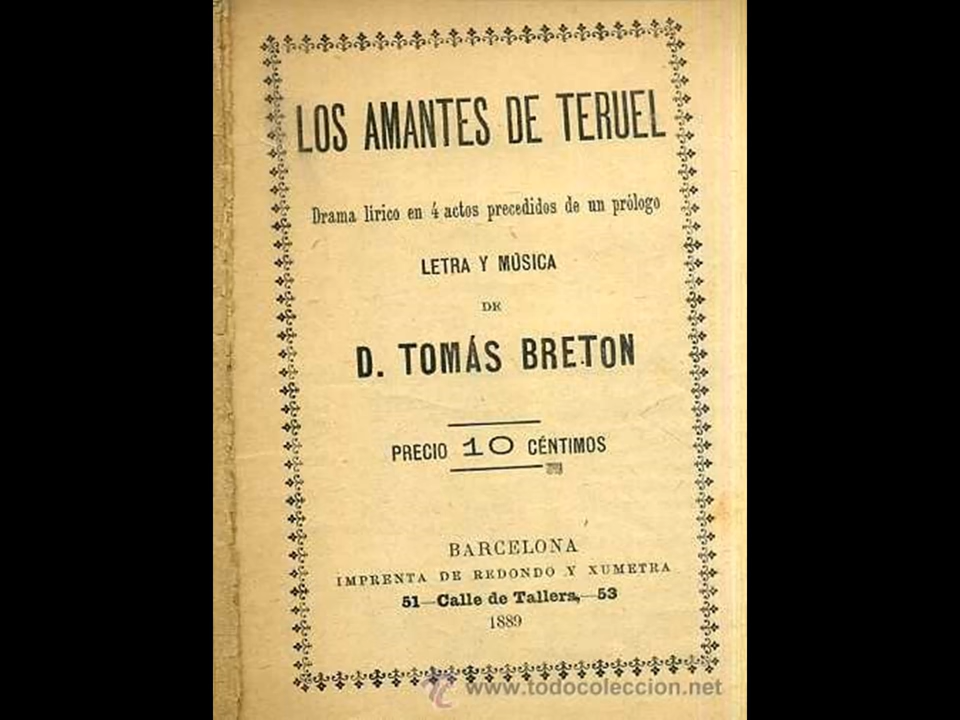 LOS AMANTES DE TERUEL
Drama lírico en 4 actos precedidos de un prólogo
LETRA Y MÚSICA
DE
D. TOMÁS BRETON
PRECIO 10 CÉNTIMOS
BARCELONA
IMPRENTA DE REDONDO Y XUMETRA
51—Calle de Tallers,—53
1889
www.todocoleccion.net